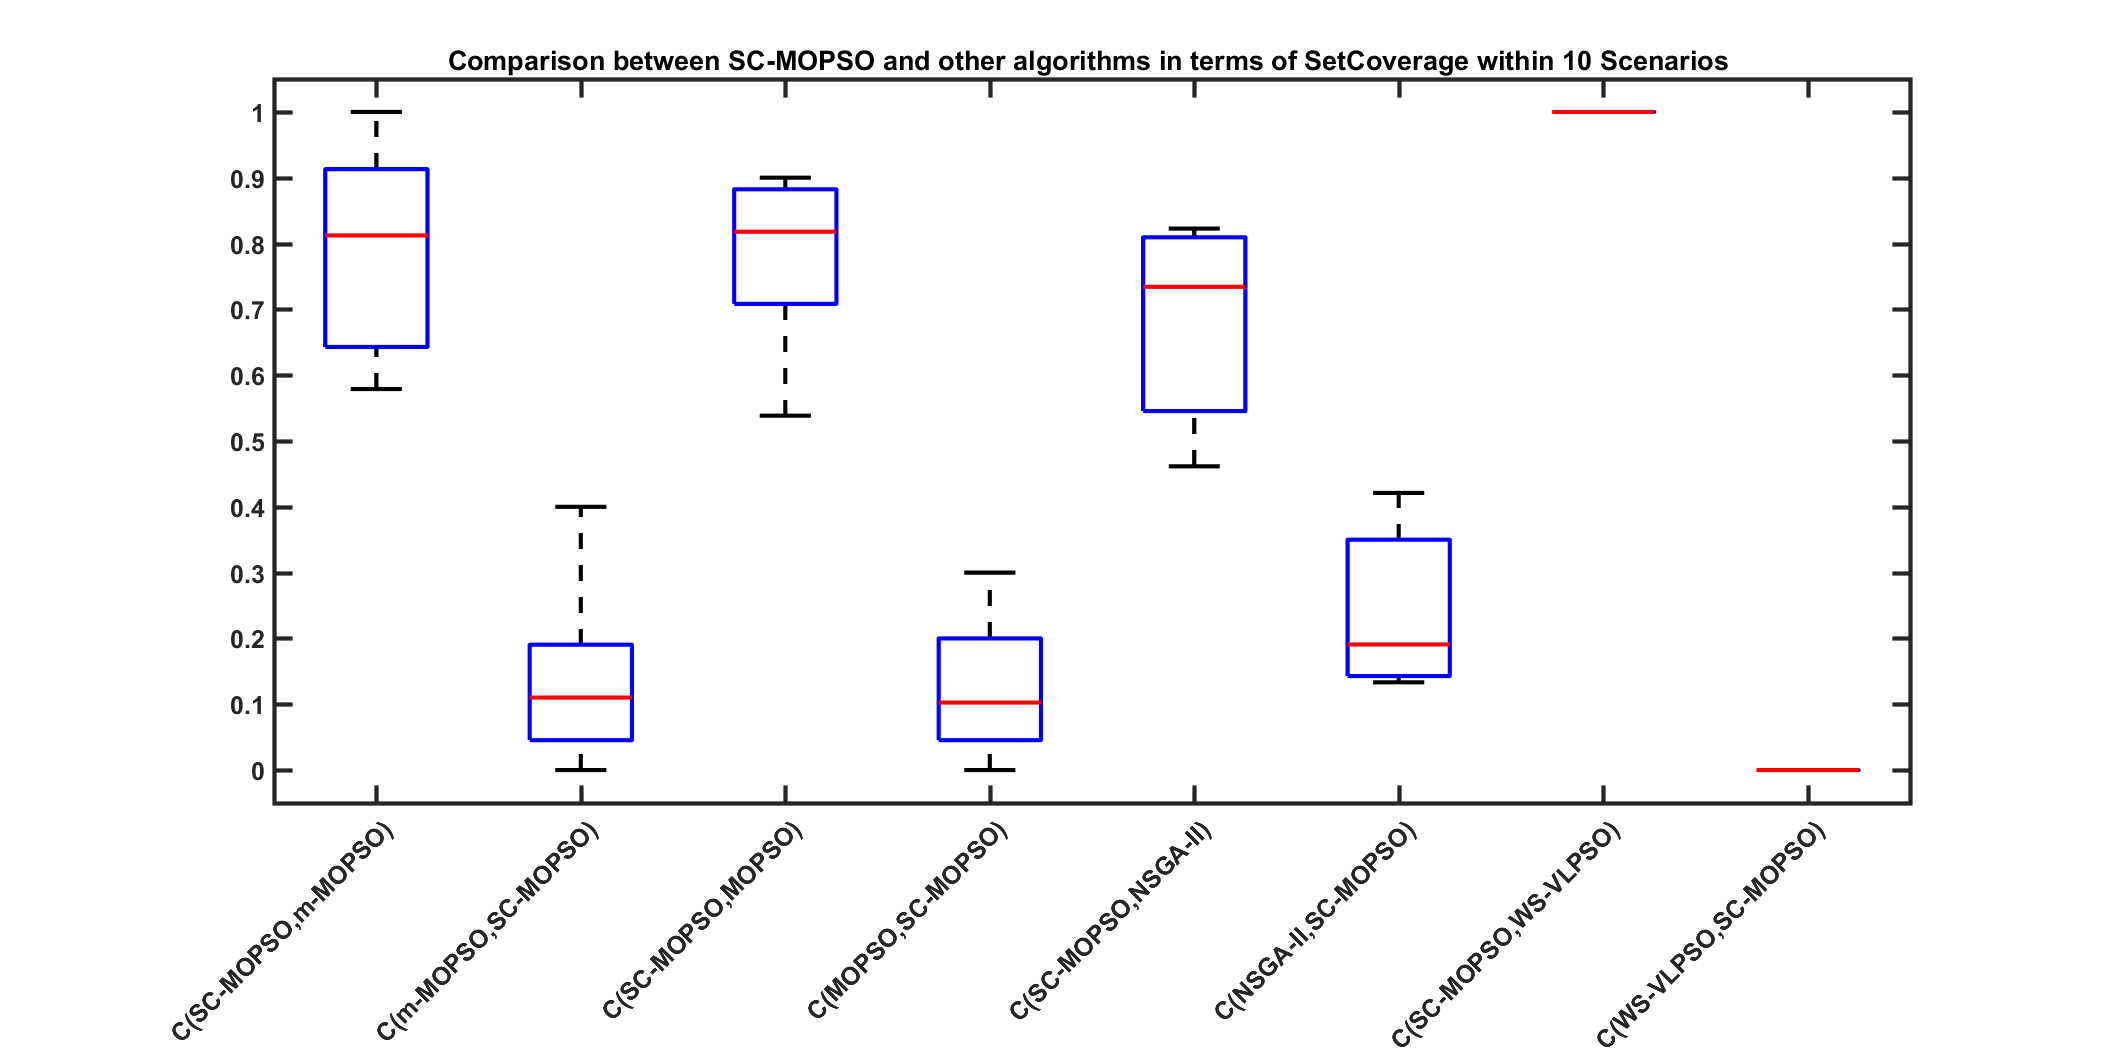 Comparison between SC-MOPSO and other algorithms in terms of SetCoverage within 10 Scenarios
1
0.9
0.8
0.7
0.6
0.5
0.4
0.3
0.2
0.1
0
C(SC-MOPSO,m-MOPSO)
C(m-MOPSO,SC-MOPSO)
C(SC-MOPSO,MOPSO)
C(MOPSO,SC-MOPSO)
C(SC-MOPSO,NSGA-II)
C(NSGA-II,SC-MOPSO)
C(SC-MOPSO,WS-VLPSO)
C(WS-VLPSO,SC-MOPSO)